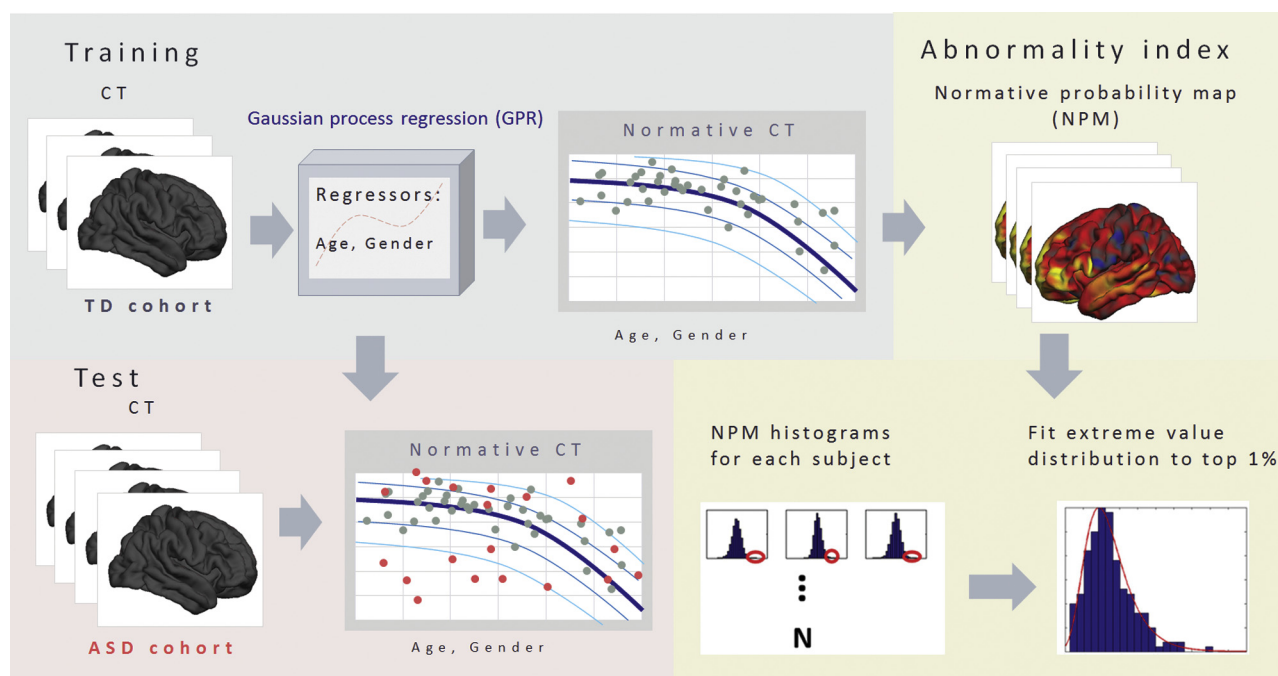 Training
CT
Gaussian process regression (GPR)
Regressors:
Age, Gender
TD cohort
Normative CT
Age, Gender
Abnormality index
Normative probability map
(NPM)
Test
CT
ASD cohort
Normative CT
Age, Gender
NPM histograms
for each subject
N
Fit extreme value
distribution to top 1%